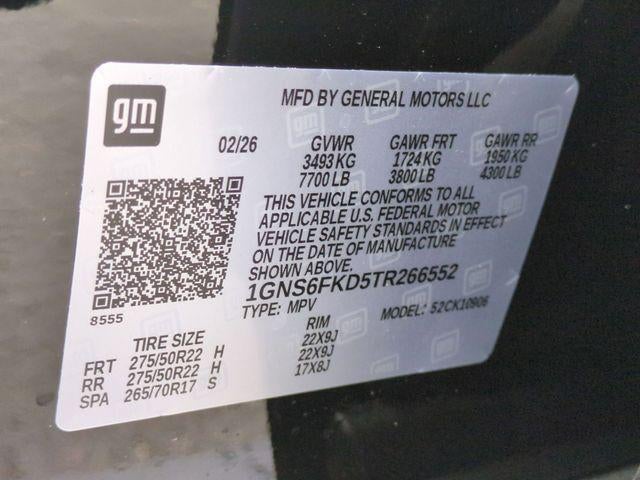 gm
MFD BY GENERAL MOTORS LLC
02/26 GVWR GAWR FRT GAWR RR
3493 KG 1724 KG 1950 KG
7700 LB 3800 LB 4300 LB
THIS VEHICLE CONFORMS TO ALL
APPLICABLE U.S. FEDERAL MOTOR
VEHICLE SAFETY STANDARDS IN EFFECT
ON THE DATE OF MANUFACTURE
SHOWN ABOVE.
1GNS6FKD5TR266552
8555 TYPE: MPV MODEL: 52CK10906
TIRE SIZE RIM
FRT 275/50R22 H 22X9J
RR 275/50R22 H 22X9J
SPA 265/70R17 S 17X8J